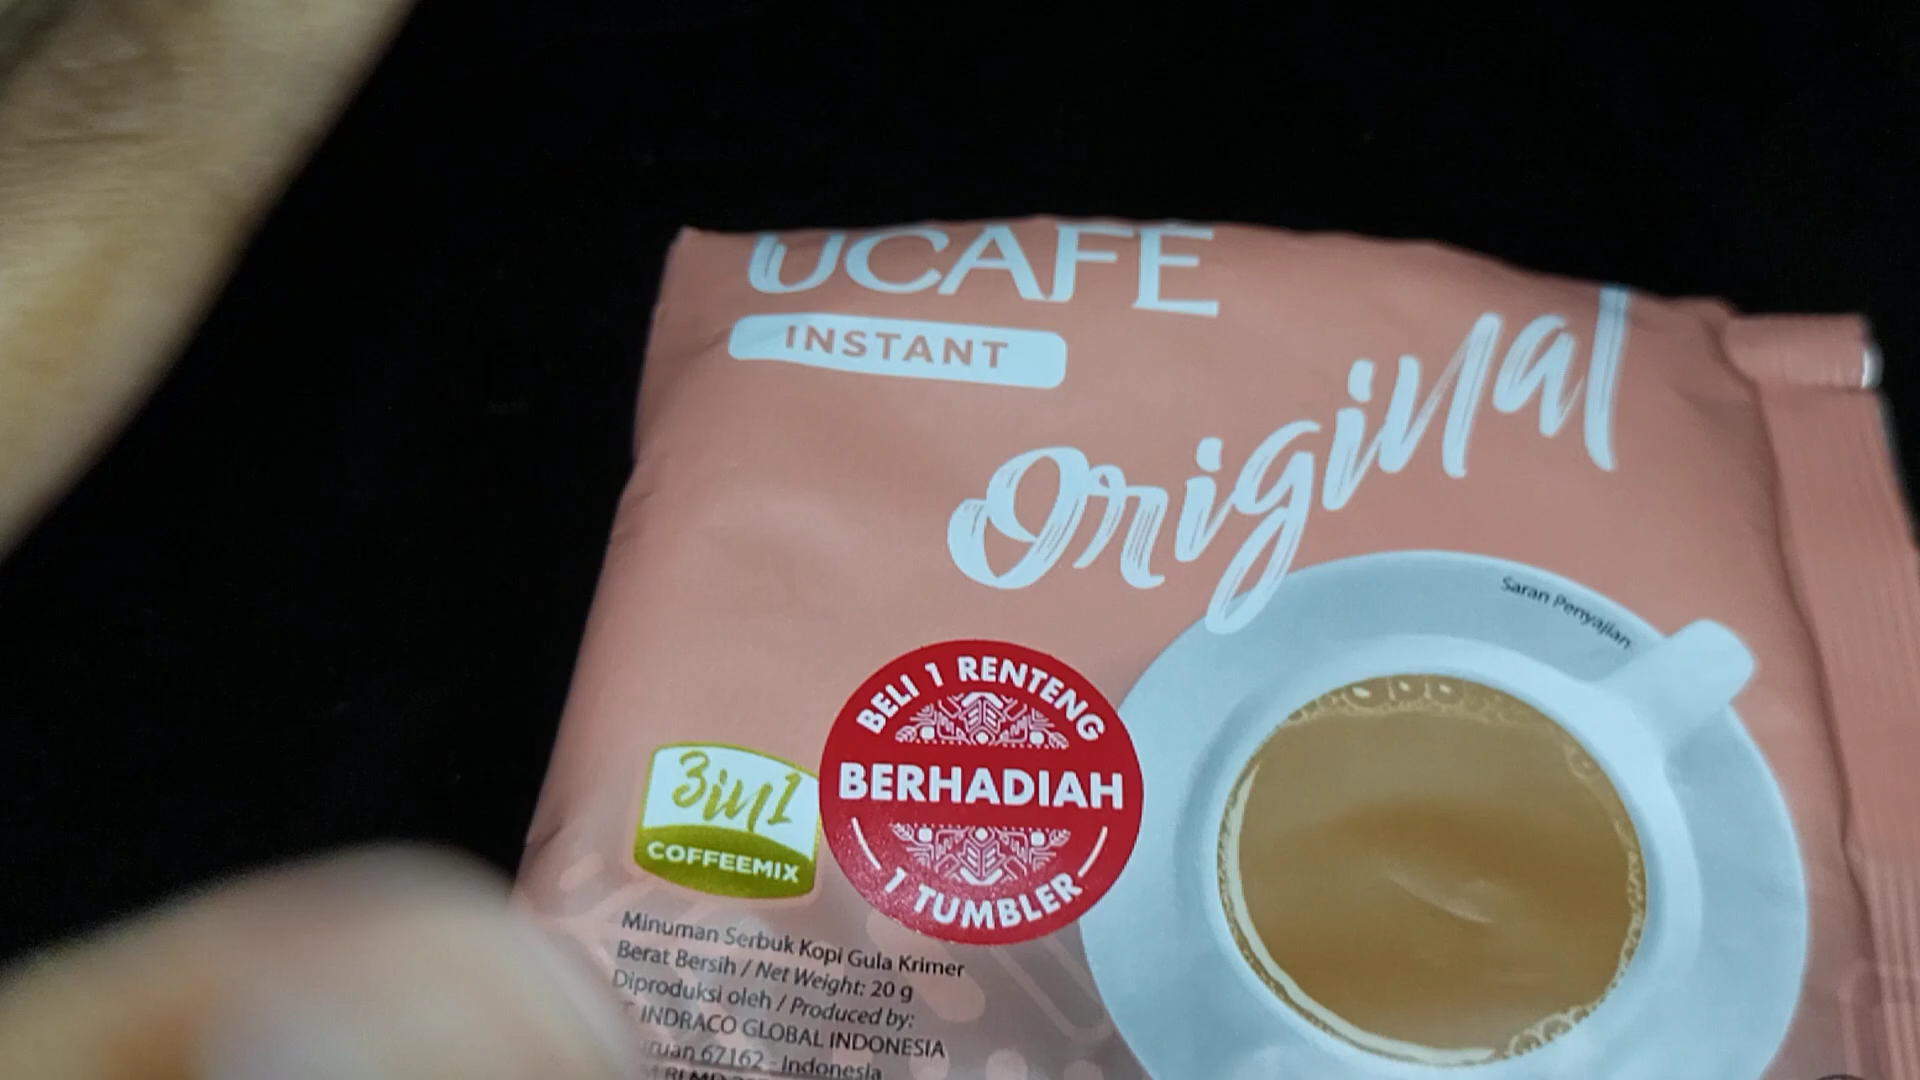 UCAFÉ
INSTANT
Original
Saran Penyajian
BELI 1 RENTENG
BERHADIAH
1 TUMBLER
3in1
COFFEEMIX
Minuman Serbuk Kopi Gula Krimer
Berat Bersih / Net Weight: 20 g
Diproduksi oleh / Produced by:
INDRACO GLOBAL INDONESIA
67162 - Indonesia